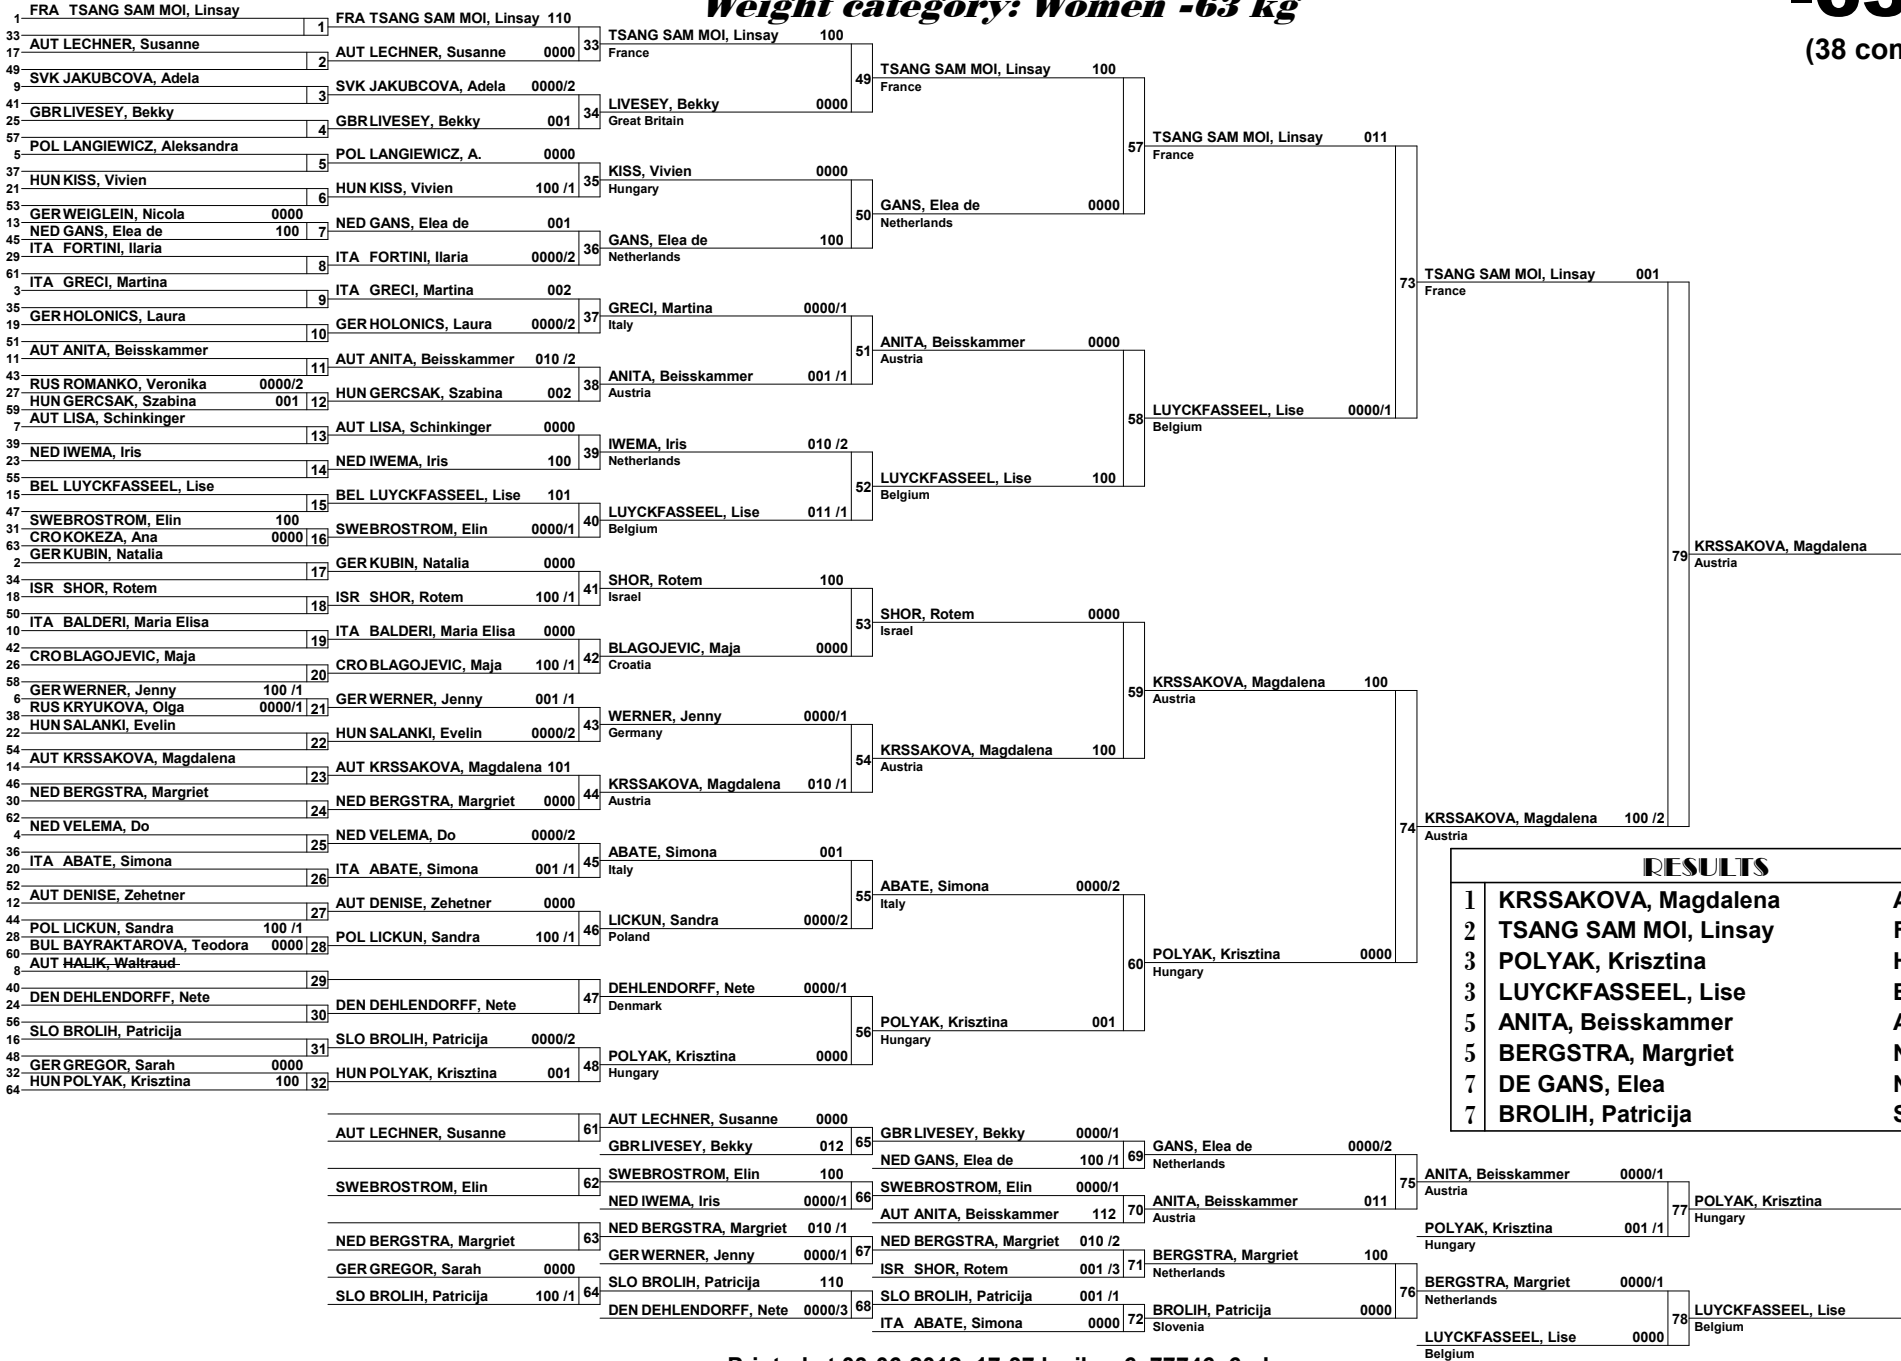 Weight category: Women -63 kg
(38 con
1 FRA TSANG SAM MOI, Linsay
33 1
17 AUT LECHNER, Susanne
49 2
9 SVK JAKUBCOVA, Adela
41 3
25 GBR LIVESEY, Bekky
57 4
5 POL LANGIEWICZ, Aleksandra
37 5
21 HUN KISS, Vivien
53 6
13 GER WEIGLEIN, Nicola 0000
45 NED GANS, Elea de 100 7
29 ITA FORTINI, Ilaria
61 8
3 ITA GRECI, Martina
35 9
19 GER HOLONICS, Laura
51 10
11 AUT ANITA, Beisskammer
43 11
27 RUS ROMANKO, Veronika 0000/2
59 HUN GERCSAK, Szabina 001 12
7 AUT LISA, Schinkinger
39 13
23 NED IWEMA, Iris
55 14
15 BEL LUYCKFASSEEL, Lise
47 15
31 SWE BROSTROM, Elin 100
63 CRO KOKEZA, Ana 0000 16
2 GER KUBIN, Natalia
34 17
18 ISR SHOR, Rotem
50 18
10 ITA BALDERI, Maria Elisa
42 19
26 CRO BLAGOJEVIC, Maja
58 20
6 GER WERNER, Jenny 100 /1
38 RUS KRYUKOVA, Olga 0000/1 21
22 HUN SALANKI, Evelin
54 22
14 AUT KRSSAKOVA, Magdalena
46 23
30 NED BERGSTRA, Margriet
62 24
4 NED VELEMA, Do
36 25
20 ITA ABATE, Simona
52 26
12 AUT DENISE, Zehetner
44 27
28 POL LICKUN, Sandra 100 /1
60 BUL BAYRAKTAROVA, Teodora 0000 28
8 AUT HALIK, Waltraud
40 29
24 DEN DEHLENDORFF, Nete
56 30
16 SLO BROLIH, Patricija
48 31
32 GER GREGOR, Sarah 0000
64 HUN POLYAK, Krisztina 100 32
FRA TSANG SAM MOI, Linsay 110
33
AUT LECHNER, Susanne 0000
SVK JAKUBCOVA, Adela 0000/2
34
GBR LIVESEY, Bekky 001
POL LANGIEWICZ, A. 0000
35
HUN KISS, Vivien 100 /1
NED GANS, Elea de 001
36
ITA FORTINI, Ilaria 0000/2
ITA GRECI, Martina 002
37
GER HOLONICS, Laura 0000/2
AUT ANITA, Beisskammer 010 /2
38
HUN GERCSAK, Szabina 002
AUT LISA, Schinkinger 0000
39
NED IWEMA, Iris 100
BEL LUYCKFASSEEL, Lise 101
40
SWE BROSTROM, Elin 0000/1
GER KUBIN, Natalia 0000
41
ISR SHOR, Rotem 100 /1
ITA BALDERI, Maria Elisa 0000
42
CRO BLAGOJEVIC, Maja 100 /1
GER WERNER, Jenny 001 /1
43
HUN SALANKI, Evelin 0000/2
AUT KRSSAKOVA, Magdalena 101
44
NED BERGSTRA, Margriet 0000
NED VELEMA, Do 0000/2
45
ITA ABATE, Simona 001 /1
AUT DENISE, Zehetner 0000
46
POL LICKUN, Sandra 100 /1
47
DEN DEHLENDORFF, Nete
SLO BROLIH, Patricija 0000/2
48
HUN POLYAK, Krisztina 001
TSANG SAM MOI, Linsay 100
France
49
LIVESEY, Bekky 0000
Great Britain
KISS, Vivien 0000
Hungary
50
GANS, Elea de 100
Netherlands
GRECI, Martina 0000/1
Italy
51
ANITA, Beisskammer 001 /1
Austria
IWEMA, Iris 010 /2
Netherlands
52
LUYCKFASSEEL, Lise 011 /1
Belgium
SHOR, Rotem 100
Israel
53
BLAGOJEVIC, Maja 0000
Croatia
WERNER, Jenny 0000/1
Germany
54
KRSSAKOVA, Magdalena 010 /1
Austria
ABATE, Simona 001
Italy
55
LICKUN, Sandra 0000/2
Poland
DEHLENDORFF, Nete 0000/1
Denmark
56
POLYAK, Krisztina 0000
Hungary
TSANG SAM MOI, Linsay 100
France
57
GANS, Elea de 0000
Netherlands
ANITA, Beisskammer 0000
Austria
58
LUYCKFASSEEL, Lise 100
Belgium
SHOR, Rotem 0000
Israel
59
KRSSAKOVA, Magdalena 100
Austria
ABATE, Simona 0000/2
Italy
60
POLYAK, Krisztina 001
Hungary
TSANG SAM MOI, Linsay 011
France
73
LUYCKFASSEEL, Lise 0000/1
Belgium
KRSSAKOVA, Magdalena 100
Austria
74
POLYAK, Krisztina 0000
Hungary
TSANG SAM MOI, Linsay 001
France
79
KRSSAKOVA, Magdalena 100 /2
Austria
KRSSAKOVA, Magdalena
Austria
RESULTS
1 KRSSAKOVA, Magdalena
2 TSANG SAM MOI, Linsay
3 POLYAK, Krisztina
3 LUYCKFASSEEL, Lise
5 ANITA, Beisskammer
5 BERGSTRA, Margriet
7 DE GANS, Elea
7 BROLIH, Patricija
61
AUT LECHNER, Susanne
62
SWE BROSTROM, Elin
63
NED BERGSTRA, Margriet
GER GREGOR, Sarah 0000
64
SLO BROLIH, Patricija 100 /1
AUT LECHNER, Susanne 0000
GBR LIVESEY, Bekky 012 65
SWE BROSTROM, Elin 100
NED IWEMA, Iris 0000/1 66
NED BERGSTRA, Margriet 010 /1
GER WERNER, Jenny 0000/1 67
SLO BROLIH, Patricija 110
DEN DEHLENDORFF, Nete 0000/3 68
GBR LIVESEY, Bekky 0000/1
NED GANS, Elea de 100 /1 69
SWE BROSTROM, Elin 0000/1
AUT ANITA, Beisskammer 112 70
NED BERGSTRA, Margriet 010 /2
ISR SHOR, Rotem 001 /3 71
SLO BROLIH, Patricija 001 /1
ITA ABATE, Simona 0000 72
GANS, Elea de 0000/2
Netherlands
75
ANITA, Beisskammer 011
Austria
BERGSTRA, Margriet 100
Netherlands
76
BROLIH, Patricija 0000
Slovenia
ANITA, Beisskammer 0000/1
Austria
77
POLYAK, Krisztina 001 /1
Hungary
BERGSTRA, Margriet 0000/1
Netherlands
78
LUYCKFASSEEL, Lise 0000
Belgium
POLYAK, Krisztina
Hungary
LUYCKFASSEEL, Lise
Belgium